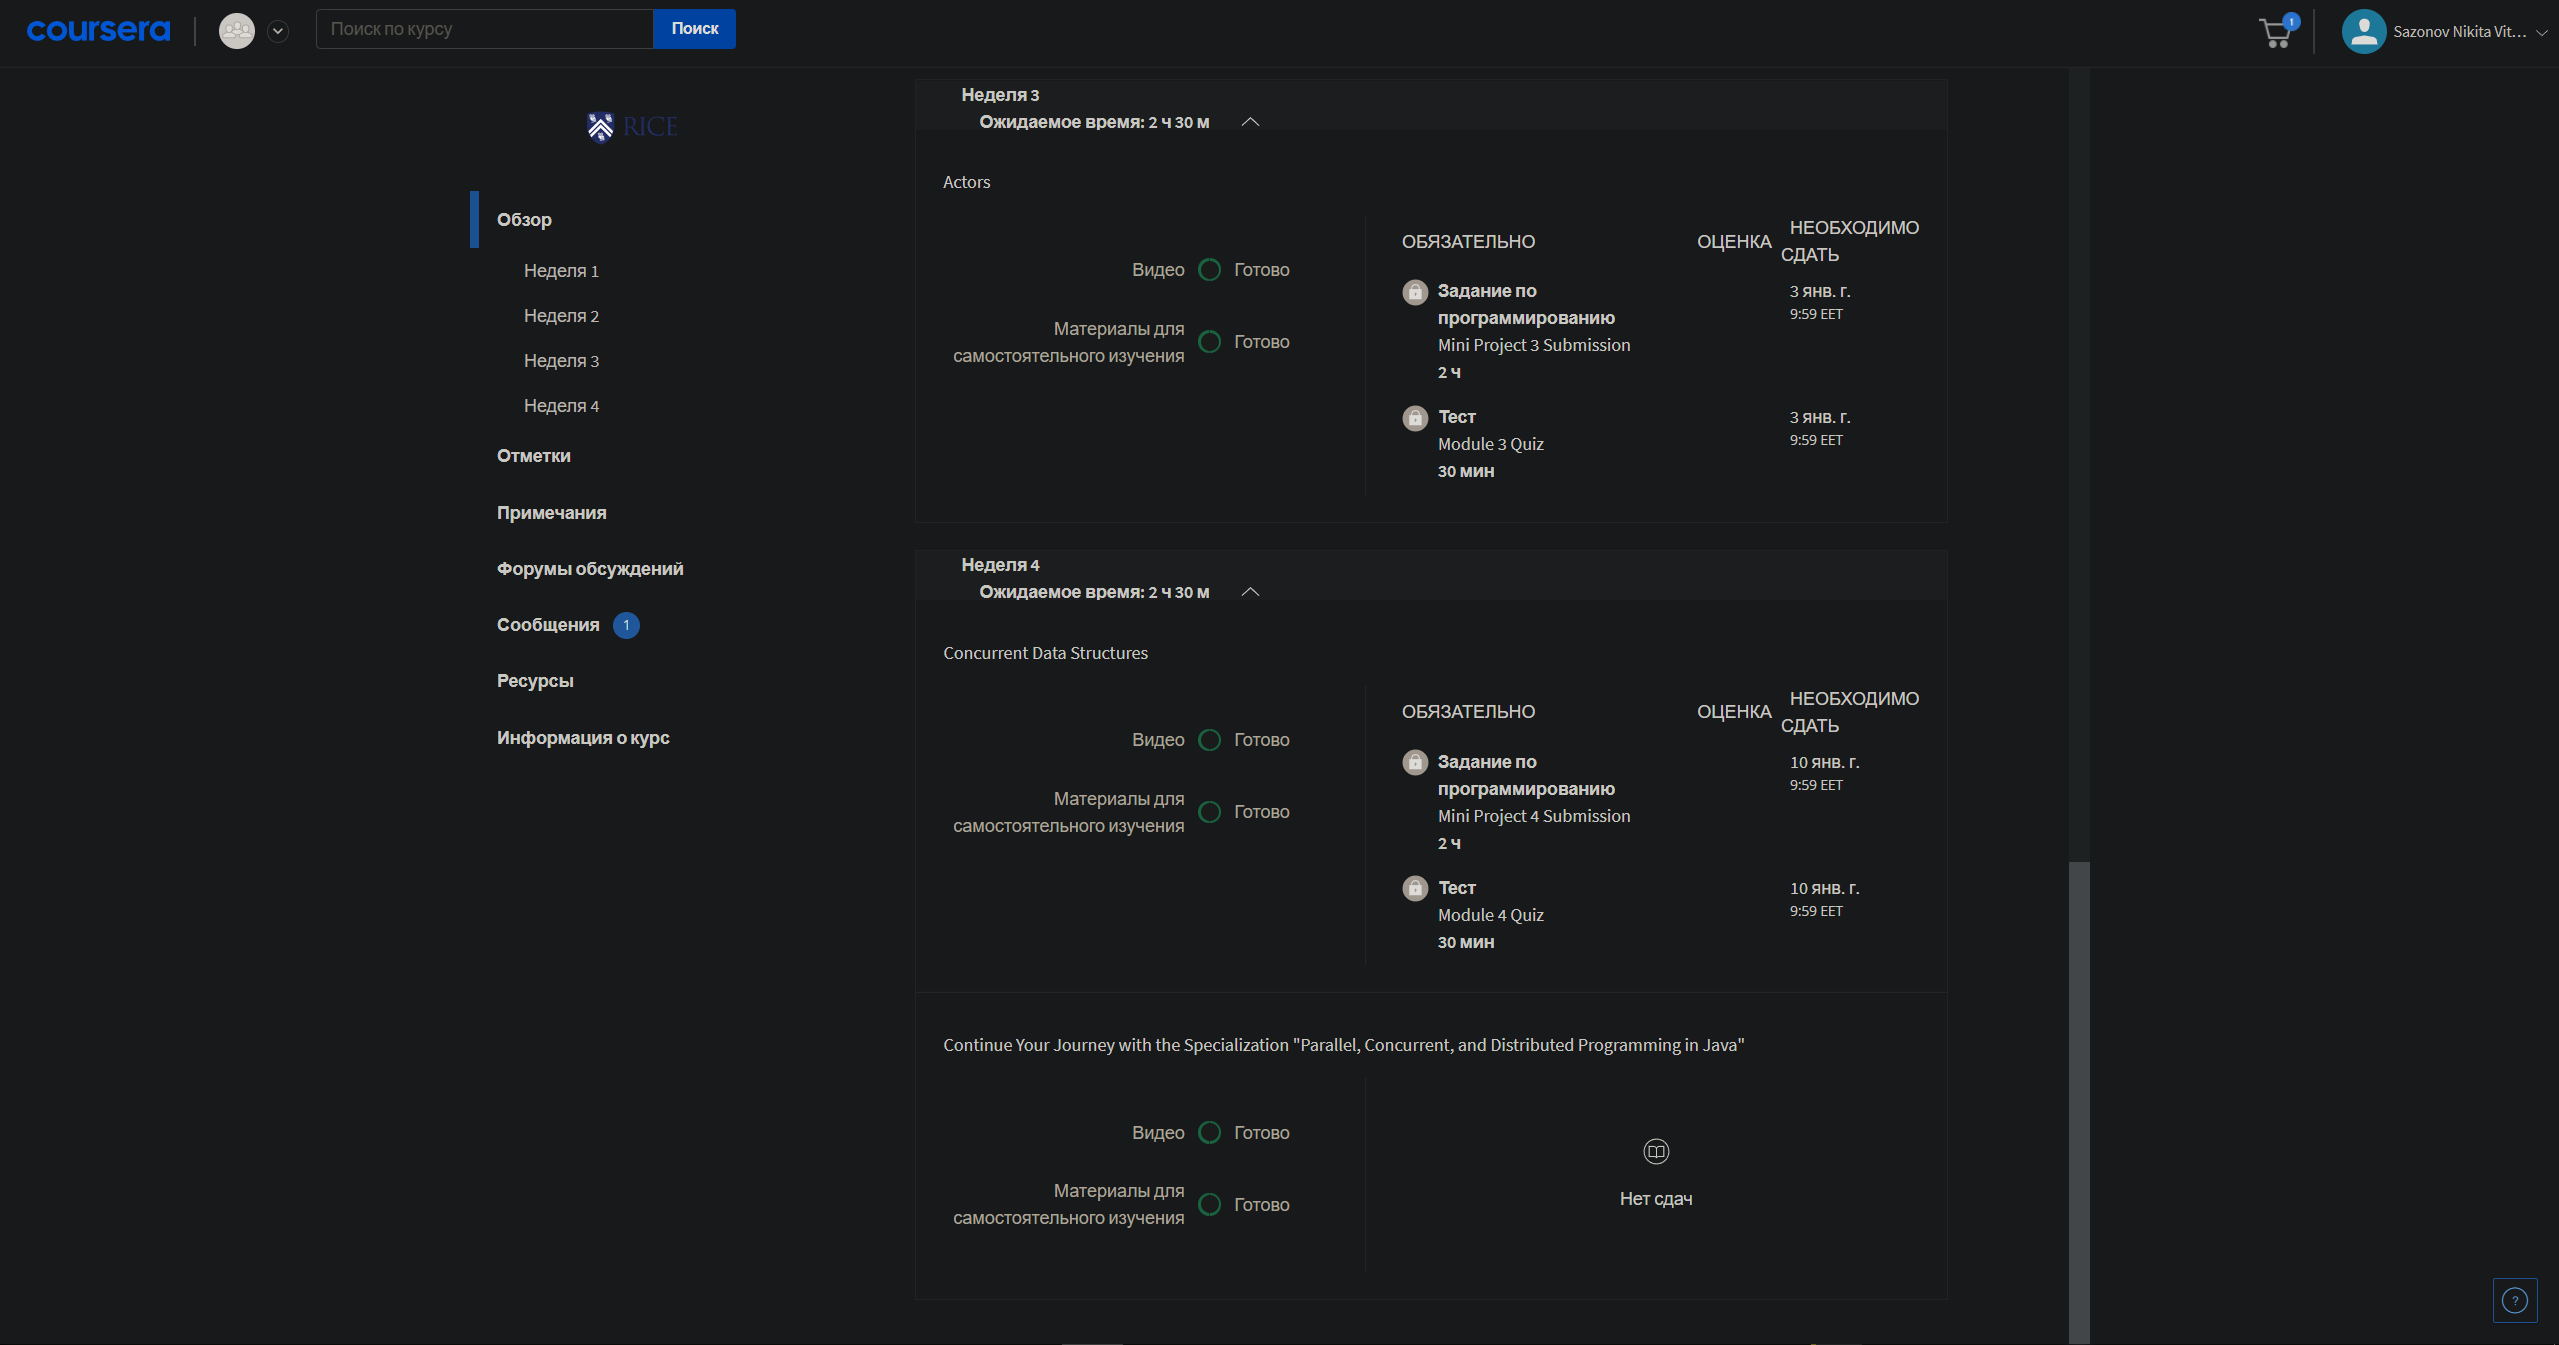 coursera
Поиск по курсу
Поиск
1
Sazonov Nikita Vit...
RICE
Обзор
Неделя 1
Неделя 2
Неделя 3
Неделя 4
Отметки
Примечания
Форумы обсуждений
Сообщения 1
Ресурсы
Информация о курс
Неделя 3
Ожидаемое время: 2 ч 30 м
Actors
Видео Готово
Материалы для
самостоятельного изучения Готово
ОБЯЗАТЕЛЬНО ОЦЕНКА НЕОБХОДИМО
СДАТЬ
Задание по
программированию
Mini Project 3 Submission
2 ч
3 янв. г.
9:59 EET
Тест
Module 3 Quiz
30 мин
3 янв. г.
9:59 EET
Неделя 4
Ожидаемое время: 2 ч 30 м
Concurrent Data Structures
Видео Готово
Материалы для
самостоятельного изучения Готово
ОБЯЗАТЕЛЬНО ОЦЕНКА НЕОБХОДИМО
СДАТЬ
Задание по
программированию
Mini Project 4 Submission
2 ч
10 янв. г.
9:59 EET
Тест
Module 4 Quiz
30 мин
10 янв. г.
9:59 EET
Continue Your Journey with the Specialization "Parallel, Concurrent, and Distributed Programming in Java"
Видео Готово
Материалы для
самостоятельного изучения Готово
Нет сдач
?